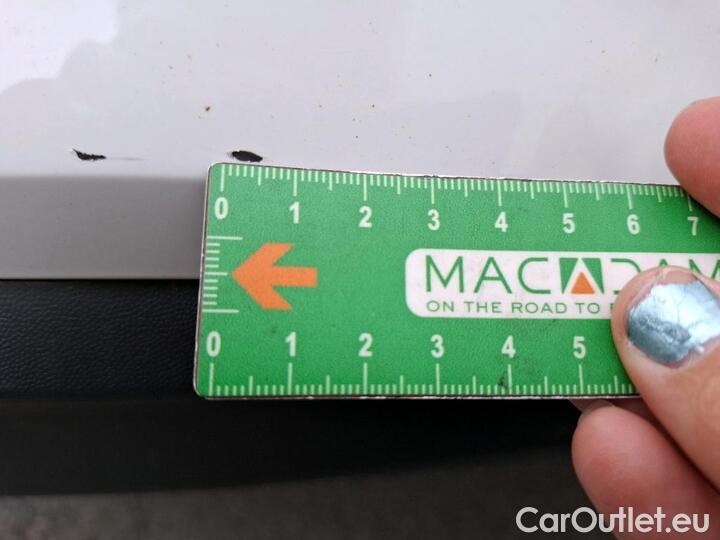 0 1 2 3 4 5 6 7
MACADAM
ON THE ROAD TO
0 1 2 3 4 5
CarOutlet.eu